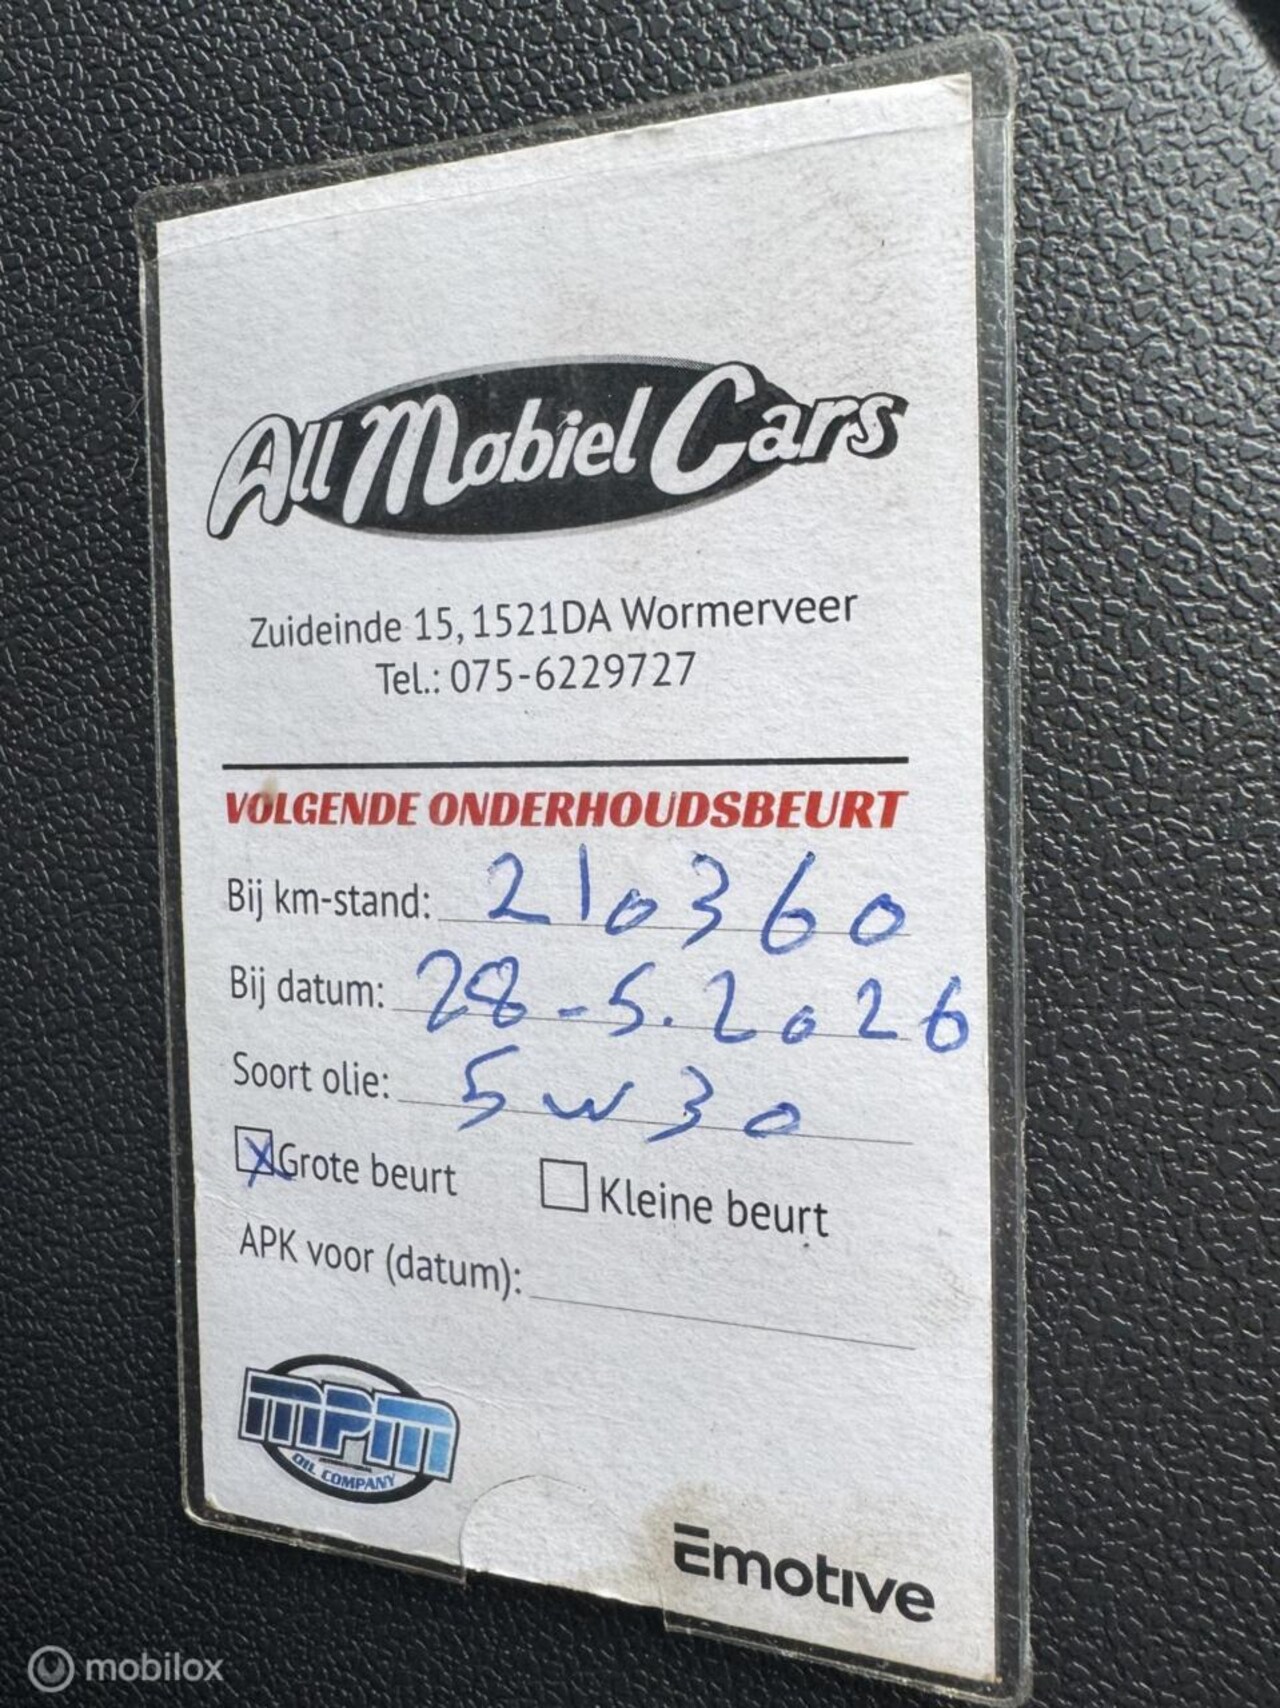 All Mobiel Cars
Zuideinde 15, 1521DA Wormerveer
Tel.: 075-6229727
VOLGENDE ONDERHOUDSBEURT
Bij km-stand: 210360
Bij datum: 28-5.2026
Soort olie: 5w30
Grote beurt Kleine beurt
APK voor (datum):
MPM
INTERNATIONAL
OIL COMPANY
Emotive
mobilox